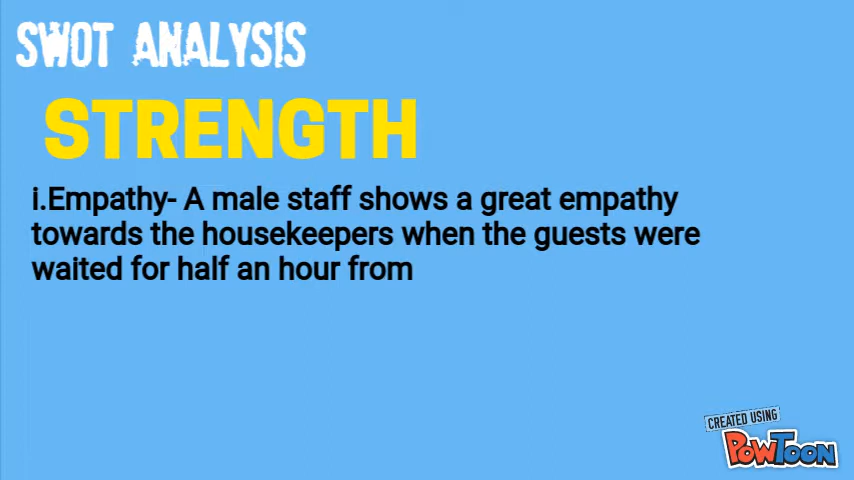 SWOT ANALYSIS
STRENGTH
i.Empathy- A male staff shows a great empathy
towards the housekeepers when the guests were
waited for half an hour from
CREATED USING
POWTOON